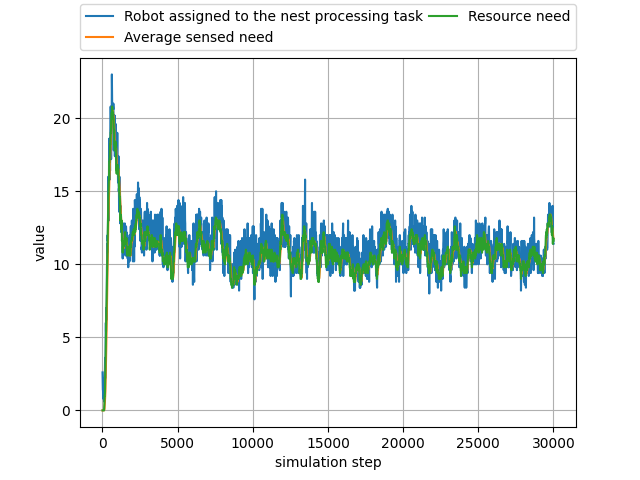 Robot assigned to the nest processing task
Resource need
Average sensed need
20
15
10
5
0
value
0 5000 10000 15000 20000 25000 30000
simulation step